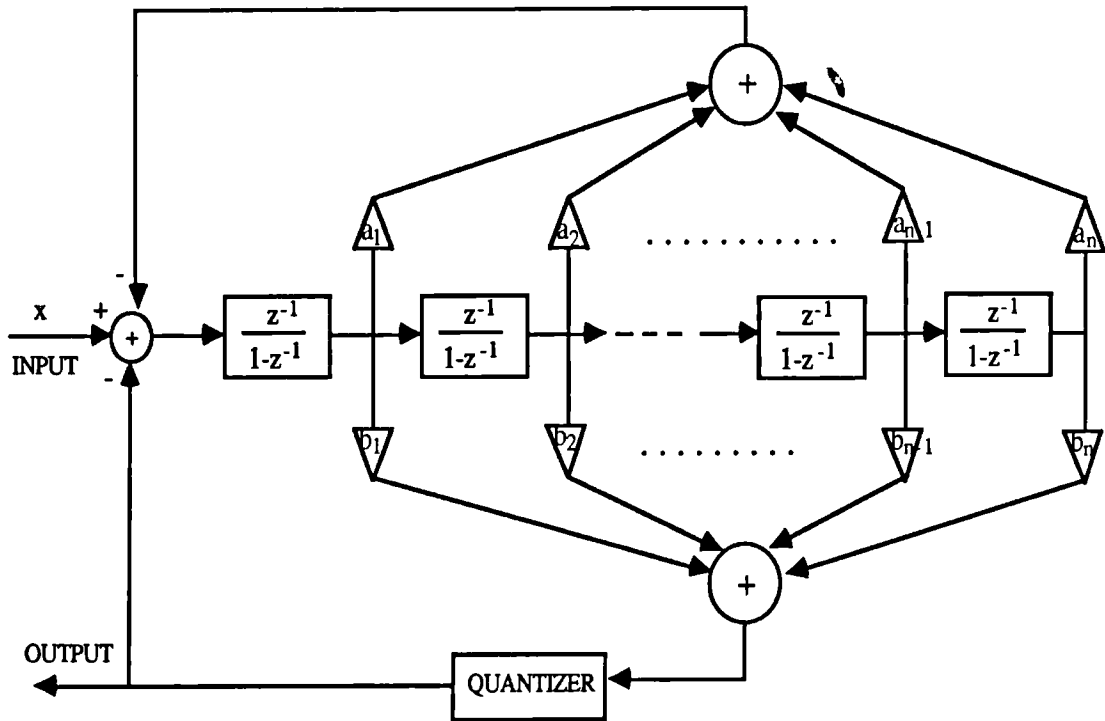 +
a1 a2 ............ an-1 an
-
x + z-1 z-1 z-1 z-1
+ - - - -
INPUT 1-z-1 1-z-1 1-z-1 1-z-1
-
b1 b2 ......... bn-1 bn
+
OUTPUT
QUANTIZER